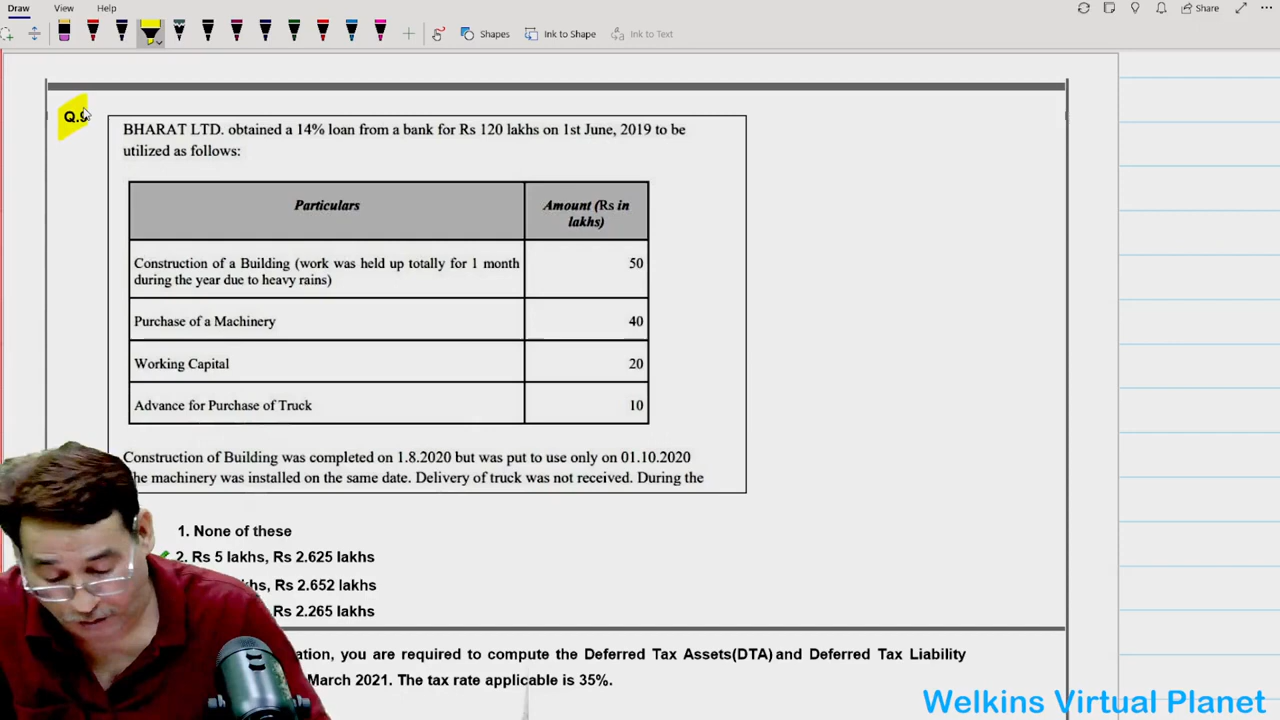 Draw View Help
Share
Shapes Ink to Shape Ink to Text
Q.9
BHARAT LTD. obtained a 14% loan from a bank for Rs 120 lakhs on 1st June, 2019 to be
utilized as follows:
Particulars Amount (Rs in
lakhs)
Construction of a Building (work was held up totally for 1 month
during the year due to heavy rains) 50
Purchase of a Machinery 40
Working Capital 20
Advance for Purchase of Truck 10
Construction of Building was completed on 1.8.2020 but was put to use only on 01.10.2020
he machinery was installed on the same date. Delivery of truck was not received. During the
1. None of these
2. Rs 5 lakhs, Rs 2.625 lakhs
hs, Rs 2.652 lakhs
Rs 2.265 lakhs
ation, you are required to compute the Deferred Tax Assets(DTA) and Deferred Tax Liability
March 2021. The tax rate applicable is 35%.
Welkins Virtual Planet